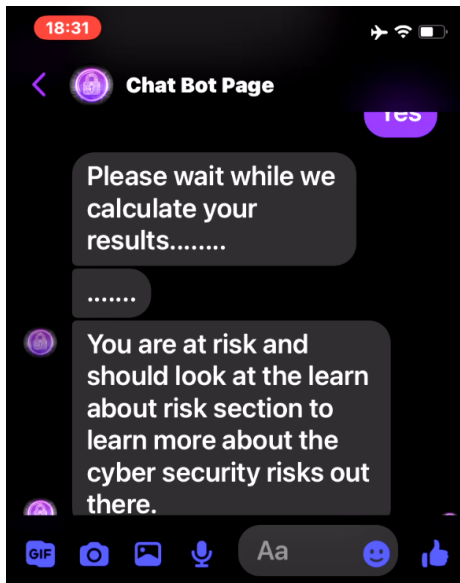 18:31
Chat Bot Page
Yes
Please wait while we
calculate your
results........
.......
You are at risk and
should look at the learn
about risk section to
learn more about the
cyber security risks out
there.
GIF
Aa